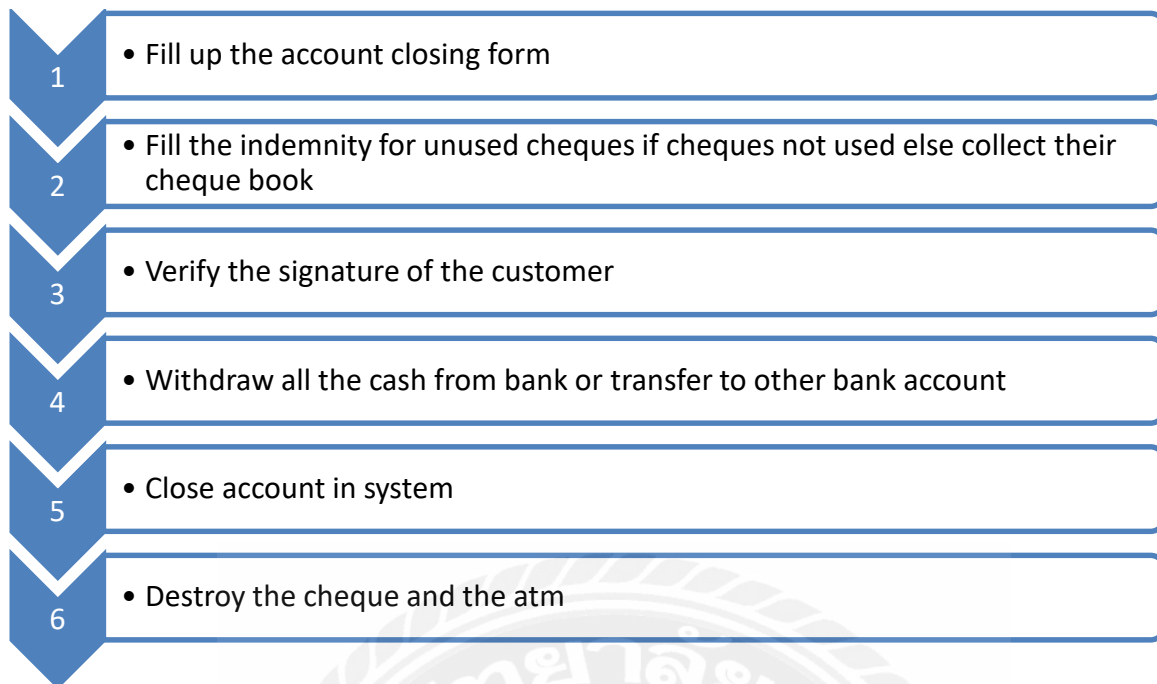 1
• Fill up the account closing form
2
• Fill the indemnity for unused cheques if cheques not used else collect their
cheque book
3
• Verify the signature of the customer
4
• Withdraw all the cash from bank or transfer to other bank account
5
• Close account in system
6
• Destroy the cheque and the atm